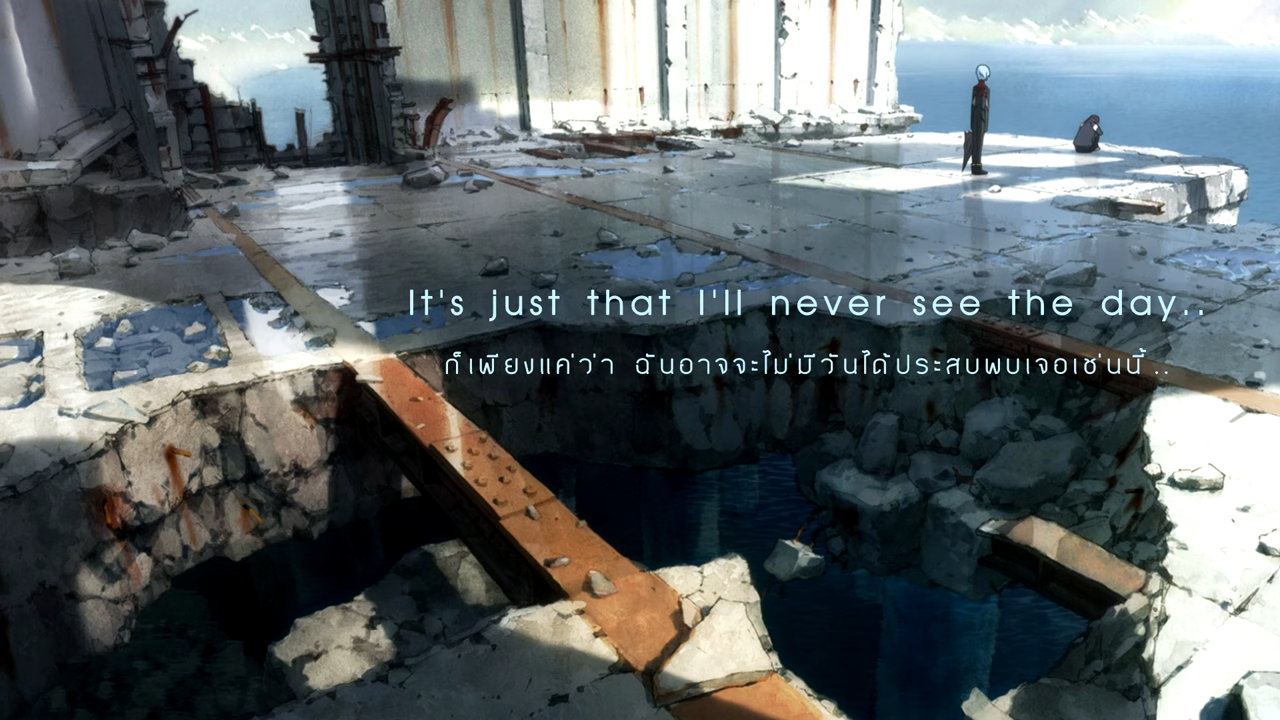 It's just that I'll never see the day..
ก็เพียงแค่ว่า ฉันอาจจะไม่มีวันได้ประสบพบเจอเช่นนี้..